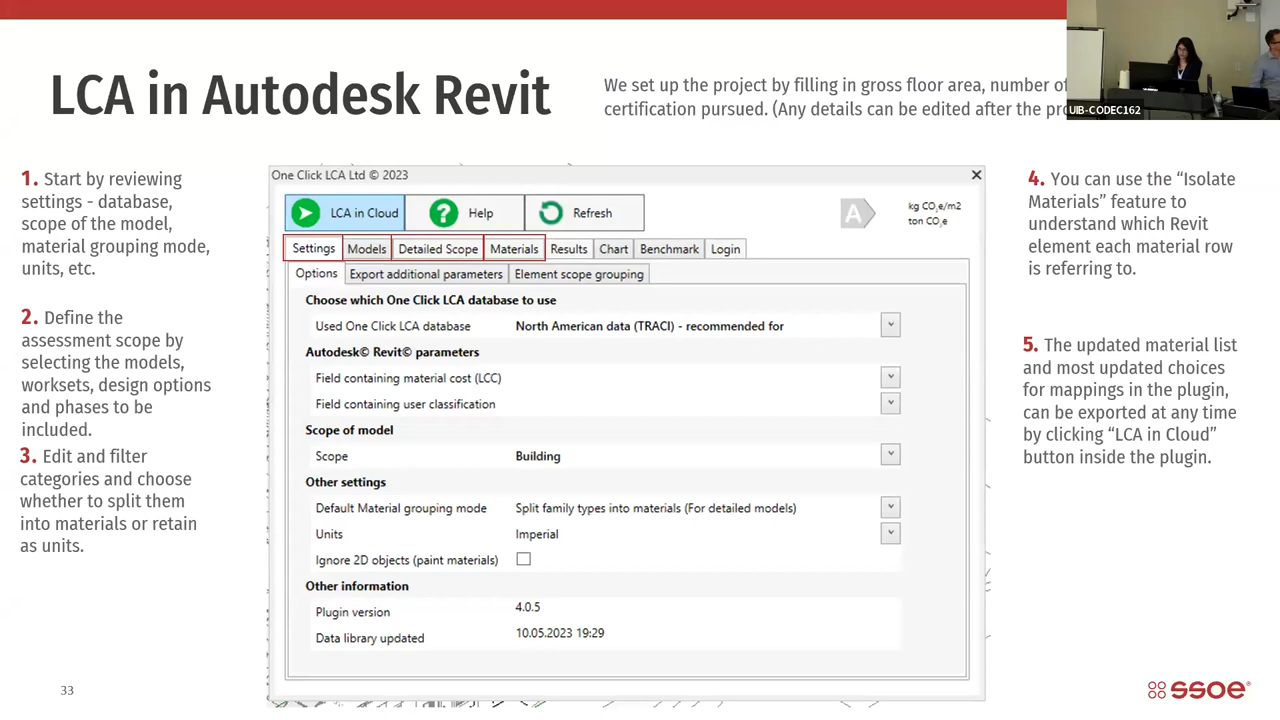 LCA in Autodesk Revit
We set up the project by filling in gross floor area, number of
certification pursued. (Any details can be edited after the pro
UIB-CODEC162
1. Start by reviewing
settings - database,
scope of the model,
material grouping mode,
units, etc.
2. Define the
assessment scope by
selecting the models,
worksets, design options
and phases to be
included.
3. Edit and filter
categories and choose
whether to split them
into materials or retain
as units.
One Click LCA Ltd © 2023
LCA in Cloud
Help
Refresh
A
kg CO₂e/m2
ton CO₂e
Settings Models Detailed Scope Materials Results Chart Benchmark Login
Options Export additional parameters Element scope grouping
Choose which One Click LCA database to use
Used One Click LCA database North American data (TRACI) - recommended for
Autodesk© Revit© parameters
Field containing material cost (LCC)
Field containing user classification
Scope of model
Scope Building
Other settings
Default Material grouping mode Split family types into materials (For detailed models)
Units Imperial
Ignore 2D objects (paint materials)
Other information
Plugin version 4.0.5
Data library updated 10.05.2023 19:29
4. You can use the “Isolate
Materials” feature to
understand which Revit
element each material row
is referring to.
5. The updated material list
and most updated choices
for mappings in the plugin,
can be exported at any time
by clicking “LCA in Cloud”
button inside the plugin.
33
ssoe®